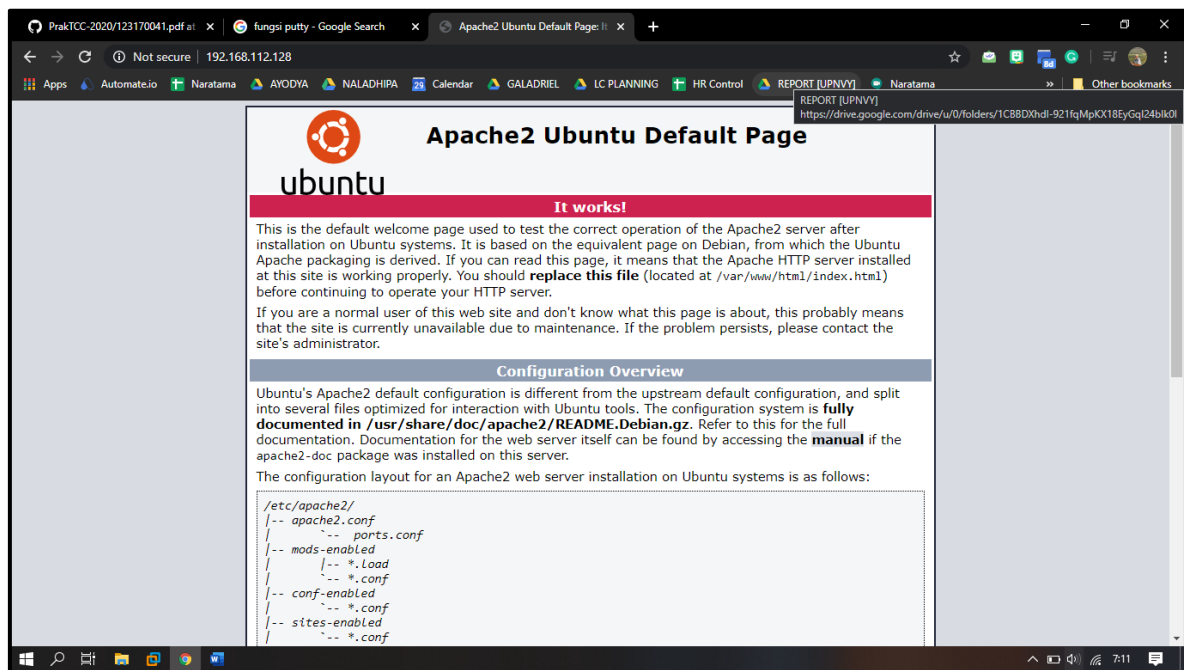 PrakTCC-2020/123170041.pdf at
fungsi putty - Google Search
Apache2 Ubuntu Default Page: It
Not secure | 192.168.112.128
Apps
Automate.io
Naratama
AYODYA
NALADHIPA
29
Calendar
GALADRIEL
LC PLANNING
HR Control
REPORT [UPNVY]
Naratama
»
Other bookmarks
REPORT [UPNVY]
ubuntu
Apache2 Ubuntu Default Page
It works!
This is the default welcome page used to test the correct operation of the Apache2 server after
installation on Ubuntu systems. It is based on the equivalent page on Debian, from which the Ubuntu
Apache packaging is derived. If you can read this page, it means that the Apache HTTP server installed
at this site is working properly. You should replace this file (located at /var/www/html/index.html)
before continuing to operate your HTTP server.
If you are a normal user of this web site and don't know what this page is about, this probably means
that the site is currently unavailable due to maintenance. If the problem persists, please contact the
site's administrator.
Configuration Overview
Ubuntu's Apache2 default configuration is different from the upstream default configuration, and split
into several files optimized for interaction with Ubuntu tools. The configuration system is fully
documented in /usr/share/doc/apache2/README.Debian.gz. Refer to this for the full
documentation. Documentation for the web server itself can be found by accessing the manual if the
apache2-doc package was installed on this server.
The configuration layout for an Apache2 web server installation on Ubuntu systems is as follows:
/etc/apache2/
|-- apache2.conf
|       `--  ports.conf
|-- mods-enabled
|       |-- *.load
|       `-- *.conf
|-- conf-enabled
|       `-- *.conf
|-- sites-enabled
|       `-- *.conf
7:11